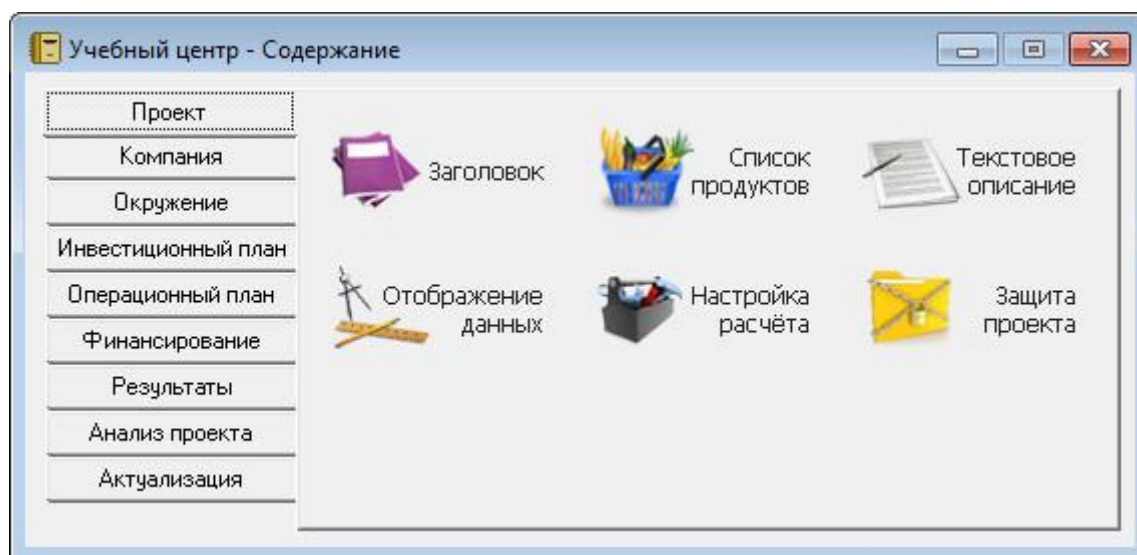 Учебный центр - Содержание
Проект
Компания
Окружение
Инвестиционный план
Операционный план
Финансирование
Результаты
Анализ проекта
Актуализация
Заголовок
Список
продуктов
Текстовое
описание
Отображение
данных
Настройка
расчёта
Защита
проекта